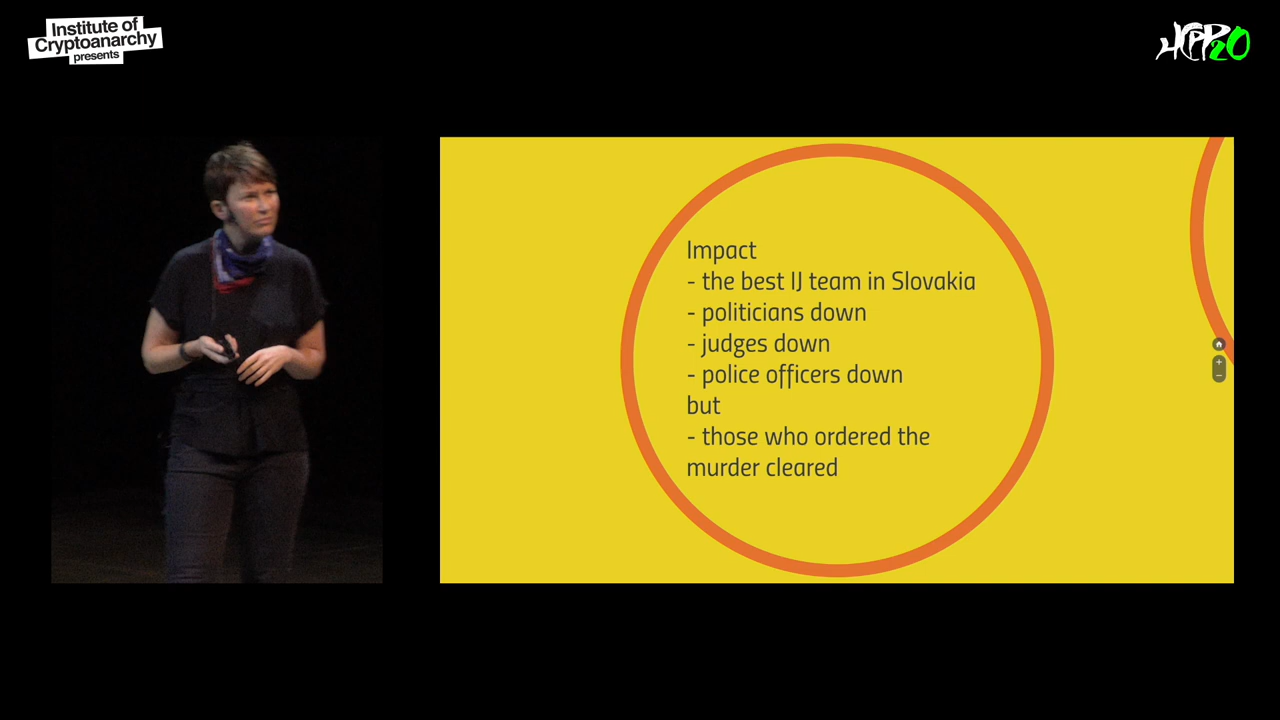 Institute of
Cryptoanarchy
presents
HCPP20
Impact
- the best IJ team in Slovakia
- politicians down
- judges down
- police officers down
but
- those who ordered the
murder cleared